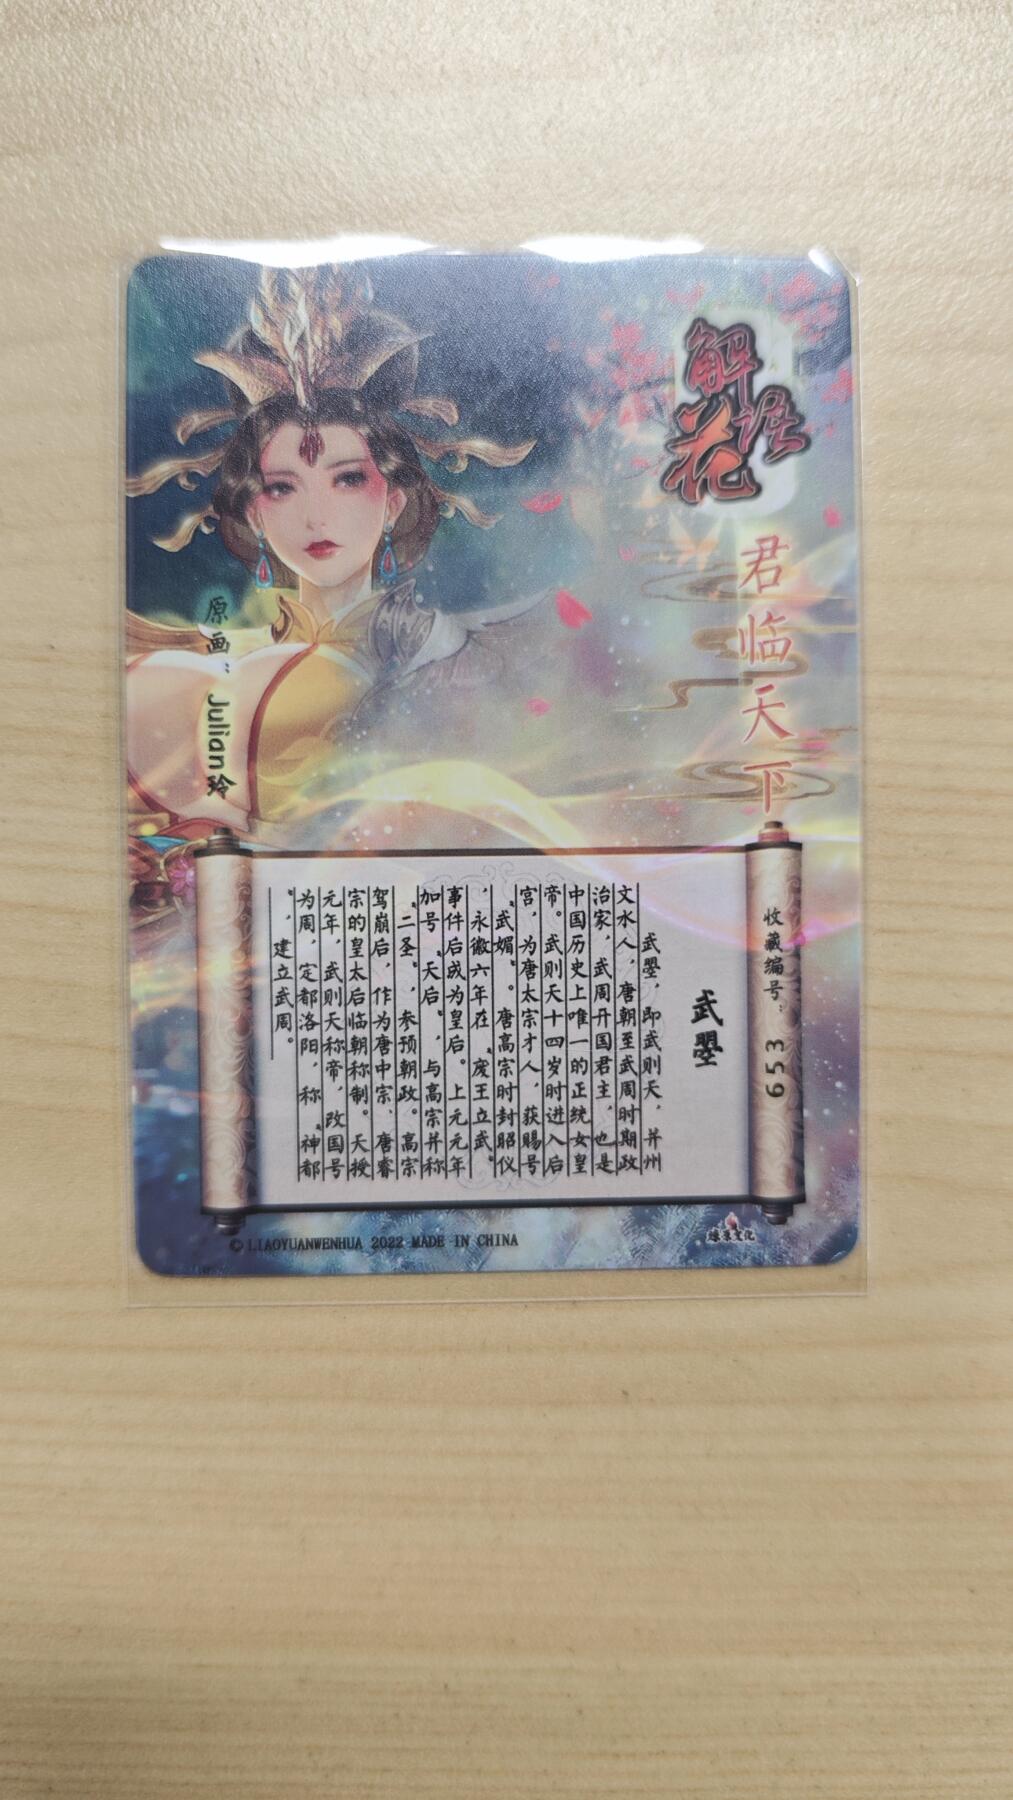 解语花
君临天下
原画：Julian玲
收藏编号：653
武曌
武曌，即武则天，并州
文水人，唐朝至武周时期政
治家，武周开国君主，也是
中国历史上唯一的正统女皇
帝。武则天十四岁时进入后
宫，为唐太宗才人，获赐号
“武媚”。唐高宗时封昭仪
，永徽六年在“废王立武”
事件后成为皇后。上元元年
加号“天后”，与高宗并称
“二圣”，参预朝政。高宗
驾崩后，作为唐中宗、唐睿
宗的皇太后临朝称制。天授
元年，武则天称帝，改国号
为周，定都洛阳，称“神都
”，建立武周。
© LIAOYUANWENHUA 2022 MADE IN CHINA
燎原文化